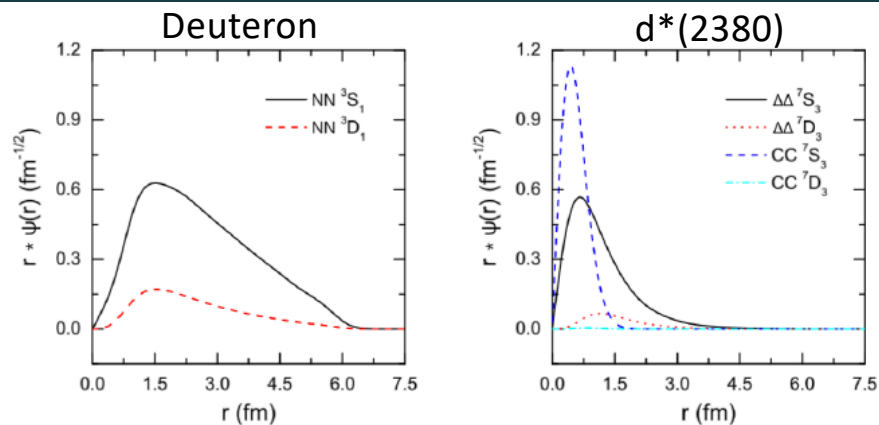 Deuteron
NN ³S₁
NN ³D₁
r * ψ(r) (fm⁻¹/²)
1.2
0.9
0.6
0.3
0.0
0.0 1.5 3.0 4.5 6.0 7.5
r (fm)
d*(2380)
ΔΔ ⁷S₃
ΔΔ ⁷D₃
CC ⁷S₃
CC ⁷D₃
r * ψ(r) (fm⁻¹/²)
1.2
0.9
0.6
0.3
0.0
0.0 1.5 3.0 4.5 6.0 7.5
r (fm)